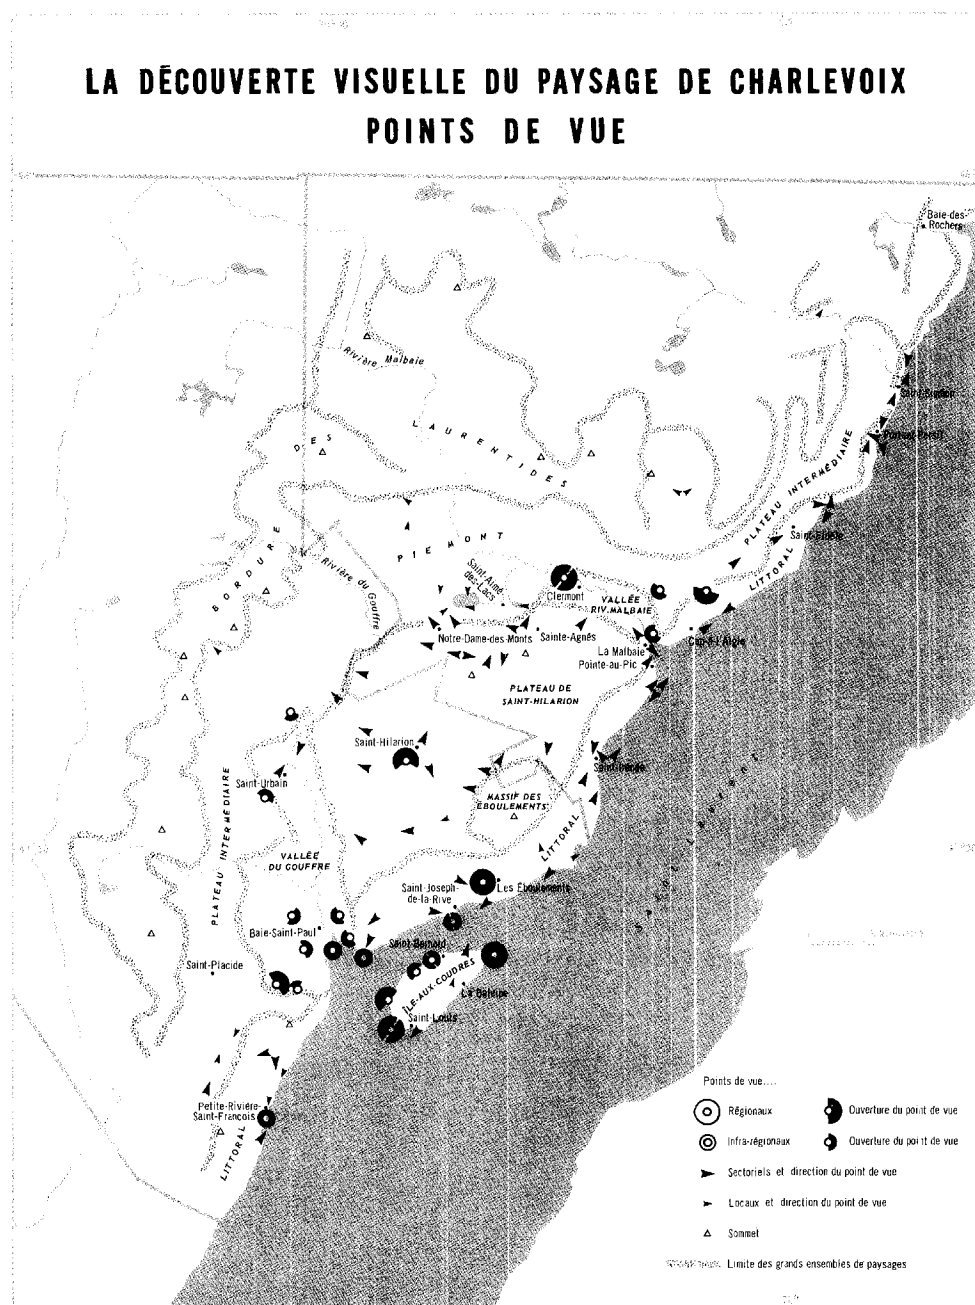 LA DÉCOUVERTE VISUELLE DU PAYSAGE DE CHARLEVOIX
POINTS DE VUE
Baie-des-
Rochers
Rivière Malbaie
DES
LAURENTIDES
BORDURE
PIEMONT
PLATEAU INTERMÉDIAIRE
LITTORAL
Rivière du Gouffre
Saint-Aimé
des-Lacs
Clermont
VALLÉE
RIV. MALBAIE
Notre-Dame-des-Monts
Sainte-Agnès
Cap-à-l'Aigle
La Malbaie
Pointe-au-Pic
PLATEAU DE
SAINT-HILARION
Saint-Hilarion
Saint-Urbain
MASSIF DES
ÉBOULEMENTS
LITTORAL
PLATEAU INTERMÉDIAIRE
VALLÉE
DU GOUFFRE
Saint-Joseph-
de-la-Rive
Les Éboulements
Baie-Saint-Paul
Saint-Bernard
Saint-Placide
ÎLE-AUX-COUDRES
La Baleine
Saint-Louis
Petite-Rivière-
Saint-François
LITTORAL
Points de vue....
Régionaux
Ouverture du point de vue
Infra-régionaux
Ouverture du point de vue
Sectoriels et direction du point de vue
Locaux et direction du point de vue
Sommet
Limite des grands ensembles de paysages